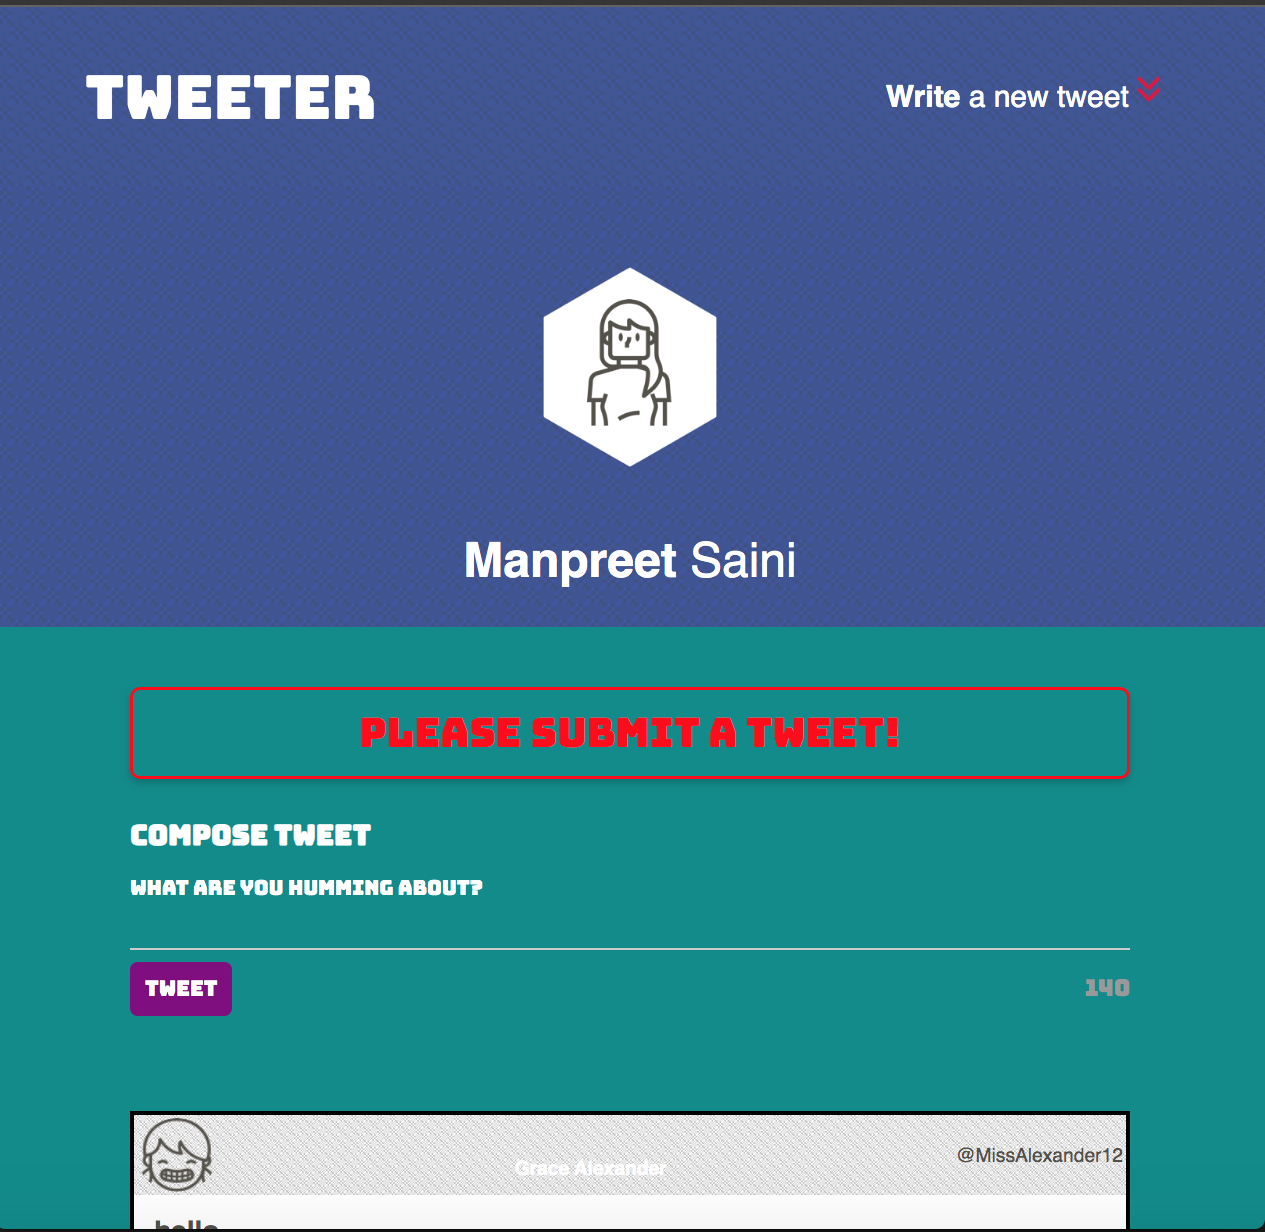 TWEETER
Write a new tweet
Manpreet Saini
PLEASE SUBMIT A TWEET!
COMPOSE TWEET
WHAT ARE YOU HUMMING ABOUT?
TWEET
140
Grace Alexander
@MissAlexander12
hello